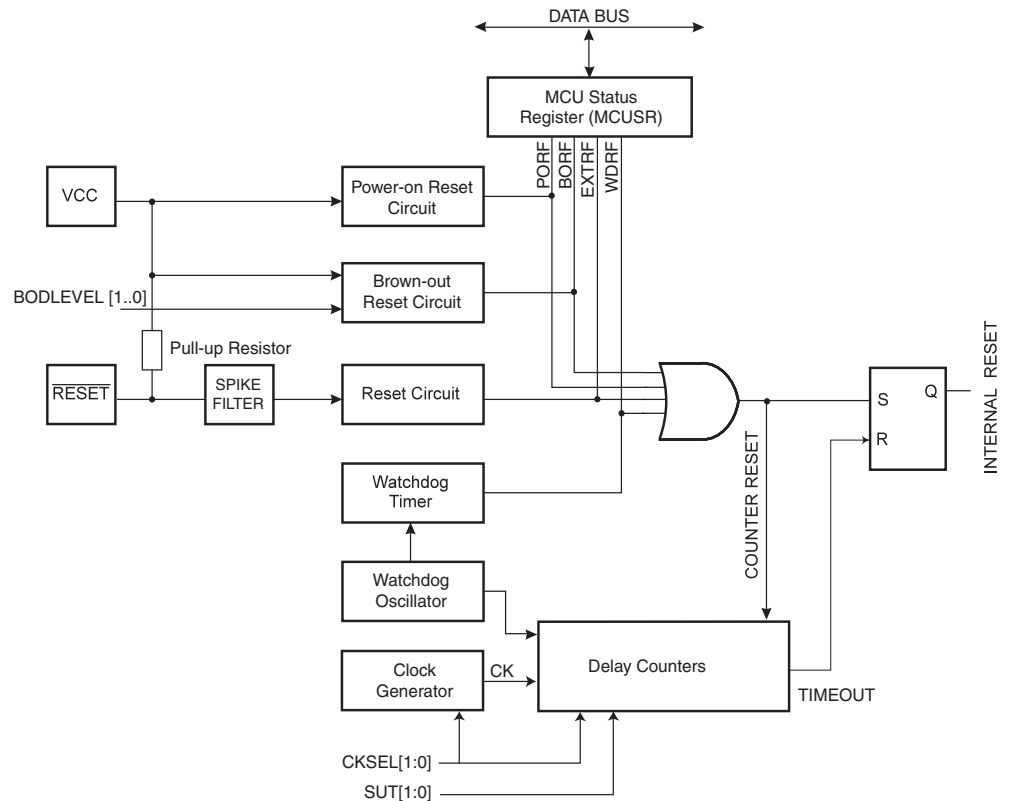 DATA BUS
MCU Status
Register (MCUSR)
PORF
BORF
EXTRF
WDRF
VCC
Power-on Reset
Circuit
Brown-out
Reset Circuit
BODLEVEL [1..0]
Pull-up Resistor
RESET
SPIKE
FILTER
Reset Circuit
S
Q
R
INTERNAL RESET
Watchdog
Timer
COUNTER RESET
Watchdog
Oscillator
Clock
Generator
CK
Delay Counters
TIMEOUT
CKSEL[1:0]
SUT[1:0]